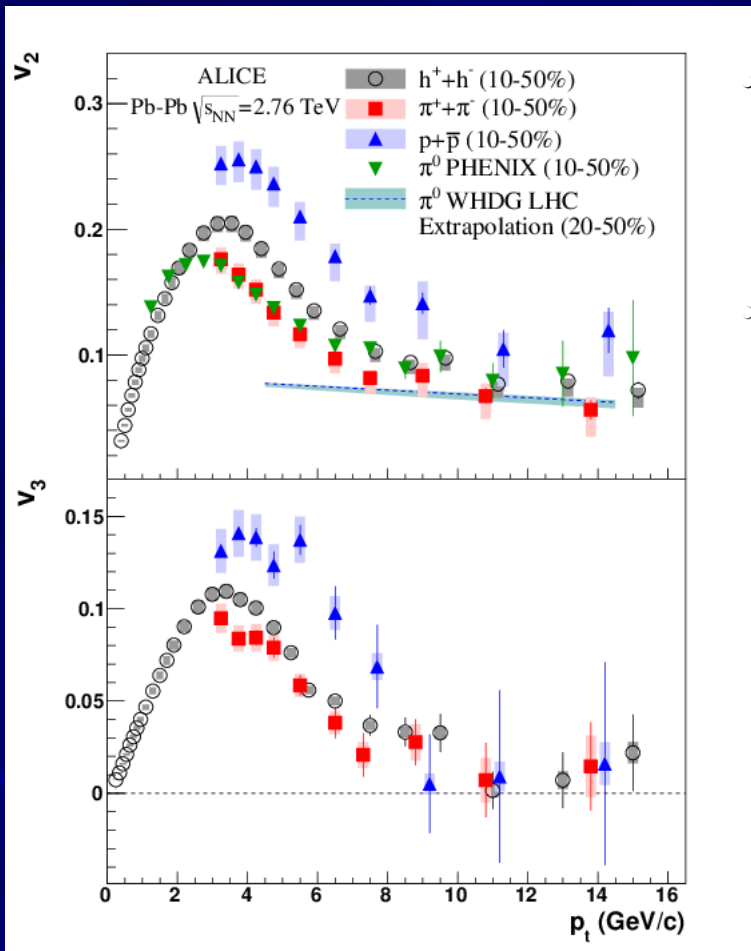 v₂
ALICE
Pb-Pb √s_NN=2.76 TeV
h⁺+h⁻ (10-50%)
π⁺+π⁻ (10-50%)
p+p̅ (10-50%)
π⁰ PHENIX (10-50%)
π⁰ WHDG LHC
Extrapolation (20-50%)
0.3
0.2
0.1
v₃
0.15
0.1
0.05
0
0 2 4 6 8 10 12 14 16
pₜ (GeV/c)